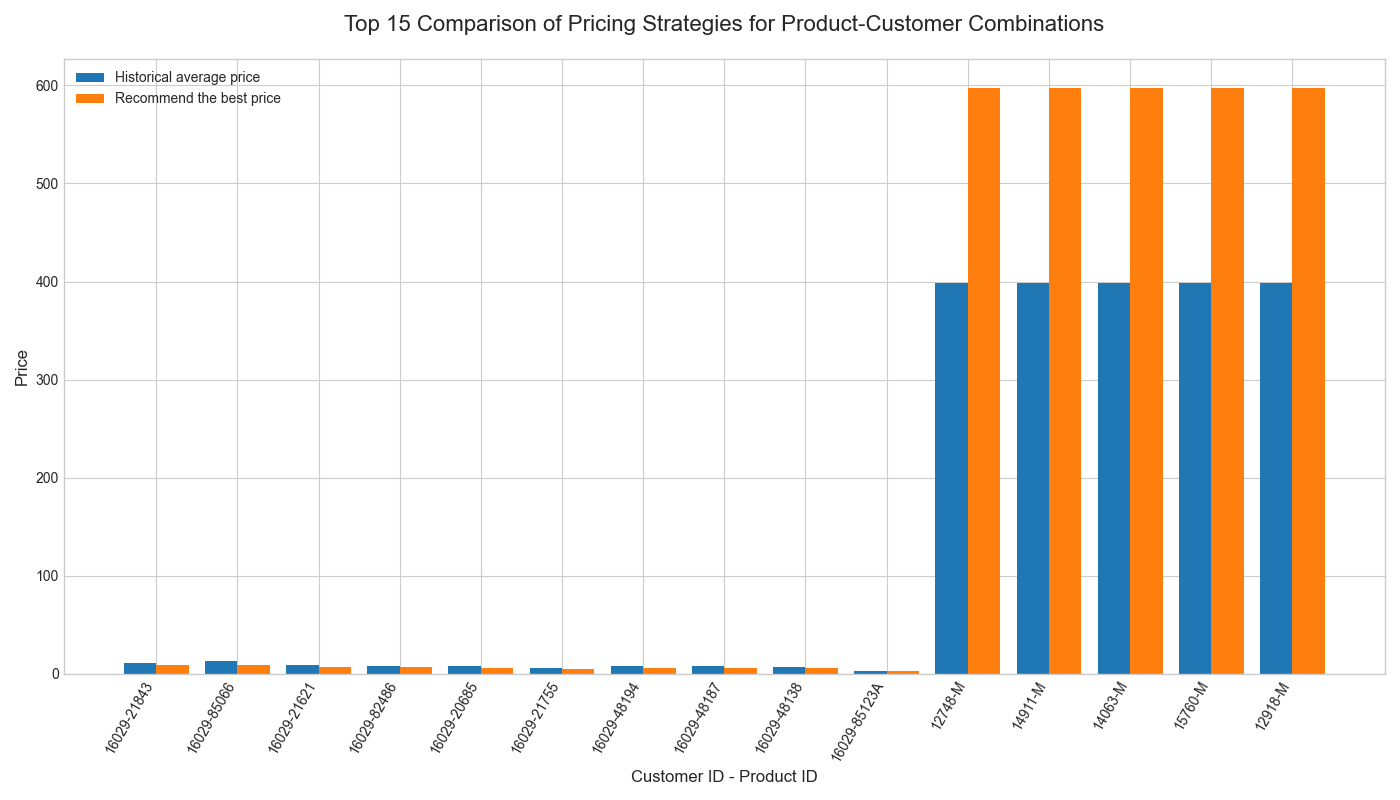 Top 15 Comparison of Pricing Strategies for Product-Customer Combinations
Historical average price
Recommend the best price
600
500
400
300
200
100
0
Price
16029-21843
16029-85066
16029-21621
16029-82486
16029-20685
16029-21755
16029-48194
16029-48187
16029-48138
16029-85123A
12748-M
14911-M
14063-M
15760-M
12918-M
Customer ID - Product ID